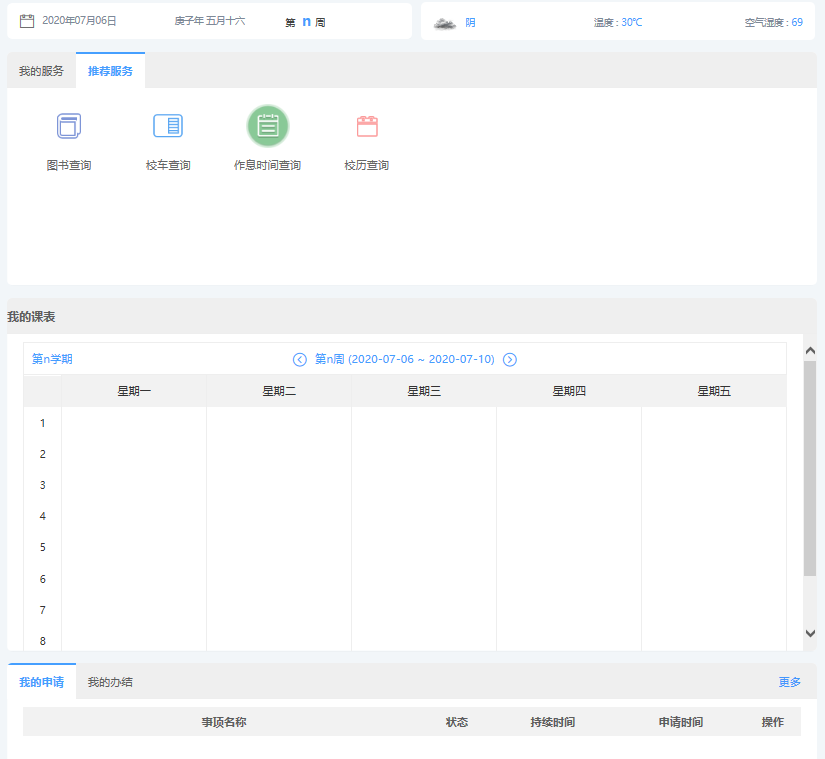 2020年07月06日 庚子年 五月十六 第 n 周 阴 温度 : 30℃ 空气湿度 : 69
我的服务 推荐服务
图书查询 校车查询 作息时间查询 校历查询
我的课表
第n学期 第n周 (2020-07-06 ~ 2020-07-10)
星期一 星期二 星期三 星期四 星期五
1
2
3
4
5
6
7
8
我的申请 我的办结 更多
事项名称 状态 持续时间 申请时间 操作